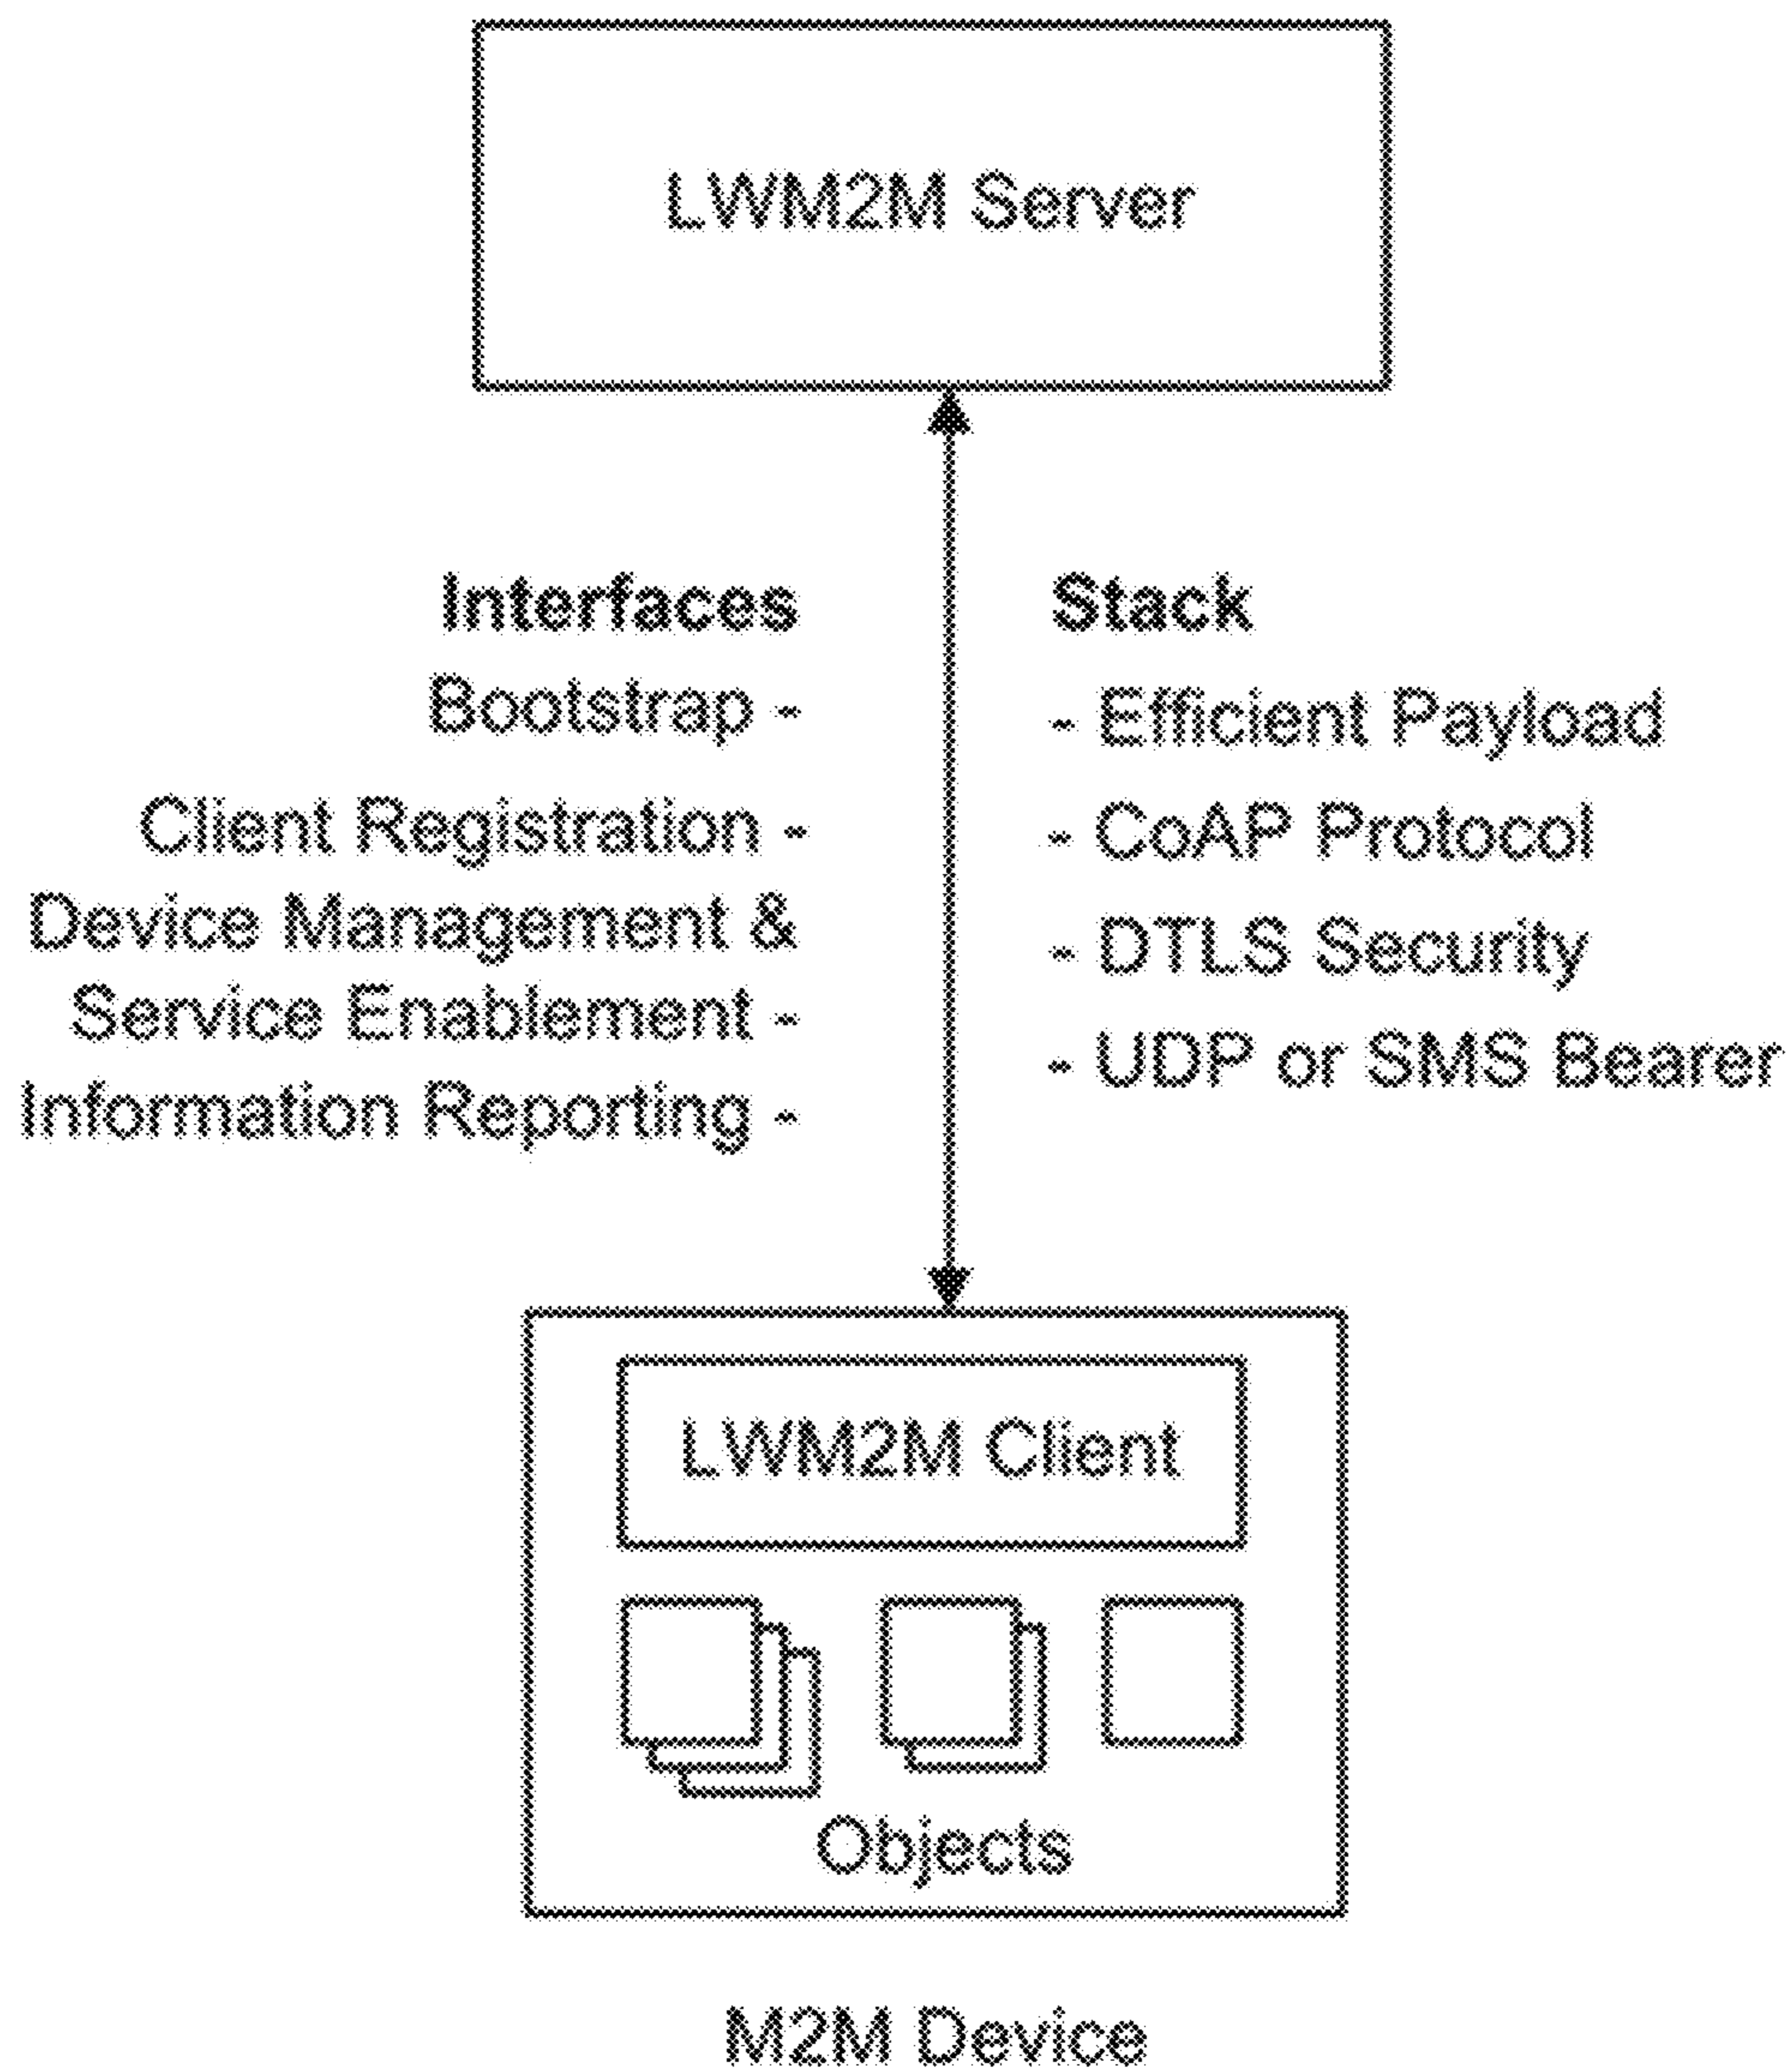 LWM2M Server
Interfaces
Bootstrap -
Client Registration -
Device Management &
Service Enablement -
Information Reporting -
Stack
- Efficient Payload
- CoAP Protocol
- DTLS Security
- UDP or SMS Bearer
LWM2M Client
Objects
M2M Device